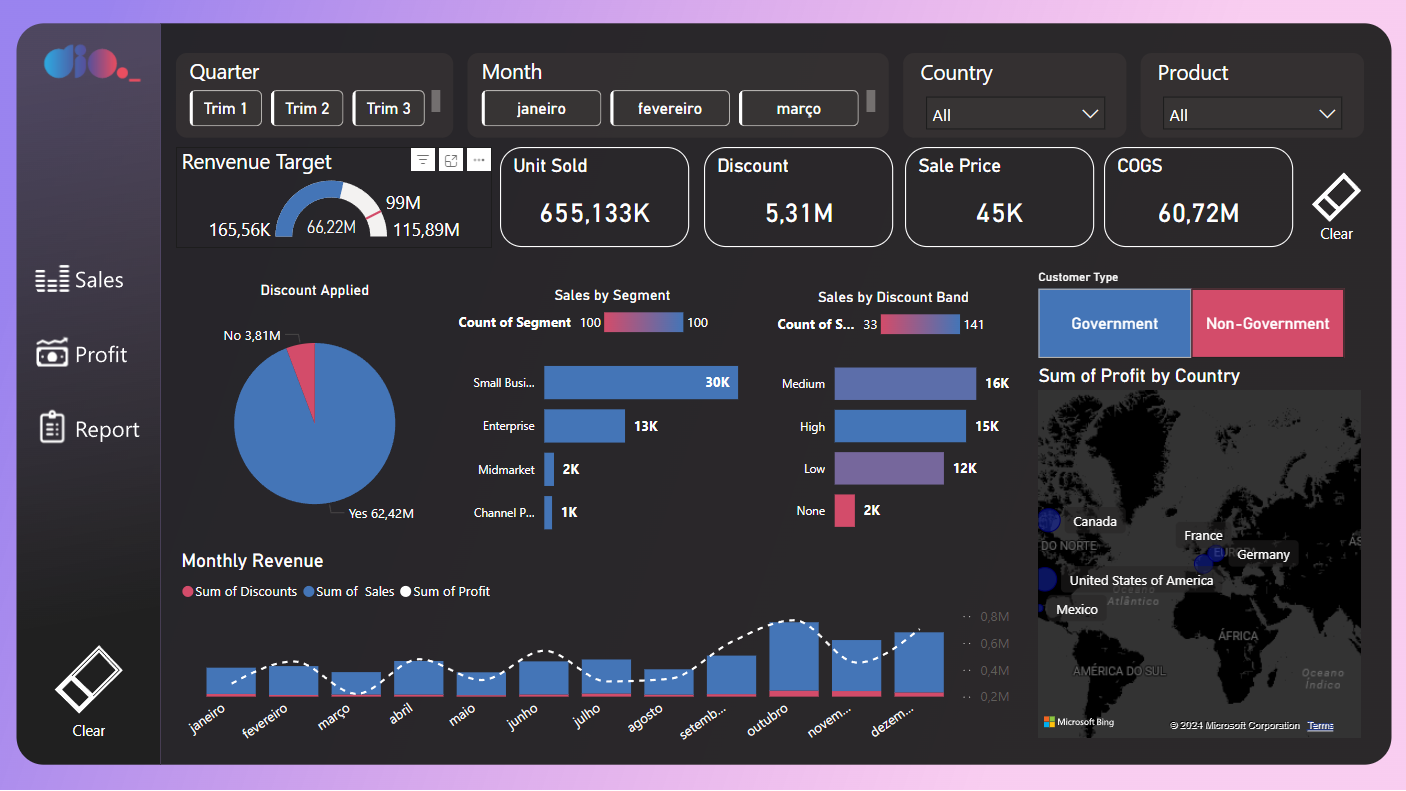 dio._
Quarter
Trim 1
Trim 2
Trim 3
Month
janeiro
fevereiro
março
Country
All
Product
All
Renvenue Target
99M
165,56K
66,22M
115,89M
Unit Sold
655,133K
Discount
5,31M
Sale Price
45K
COGS
60,72M
Clear
Sales
Profit
Report
Clear
Discount Applied
No 3,81M
Yes 62,42M
Sales by Segment
Count of Segment 100 100
Small Busi... 30K
Enterprise 13K
Midmarket 2K
Channel P... 1K
Sales by Discount Band
Count of S... 33 141
Medium 16K
High 15K
Low 12K
None 2K
Customer Type
Government
Non-Government
Sum of Profit by Country
Canada
DO NORTE
France
EUROPA
Germany
United States of America
Oceano
Atlântico
Mexico
ÁFRICA
AMÉRICA DO SUL
Oceano
Índico
ÁS
Microsoft Bing
© 2024 Microsoft Corporation Terms
Monthly Revenue
Sum of Discounts Sum of Sales Sum of Profit
0,8M
0,6M
0,4M
0,2M
janeiro
fevereiro
março
abril
maio
junho
julho
agosto
setemb...
outubro
novem...
dezem...